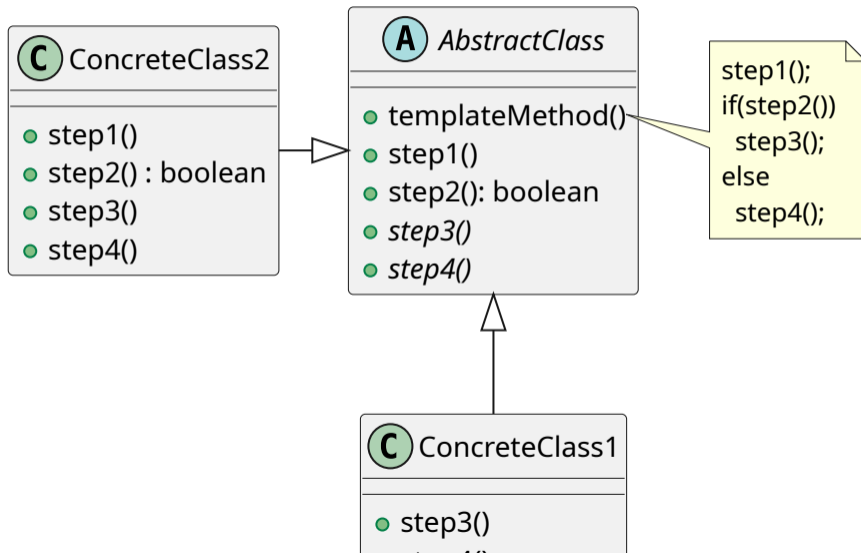 C ConcreteClass2
step1()
step2() : boolean
step3()
step4()
A AbstractClass
templateMethod()
step1()
step2(): boolean
step3()
step4()
step1();
if(step2())
step3();
else
step4();
C ConcreteClass1
step3()